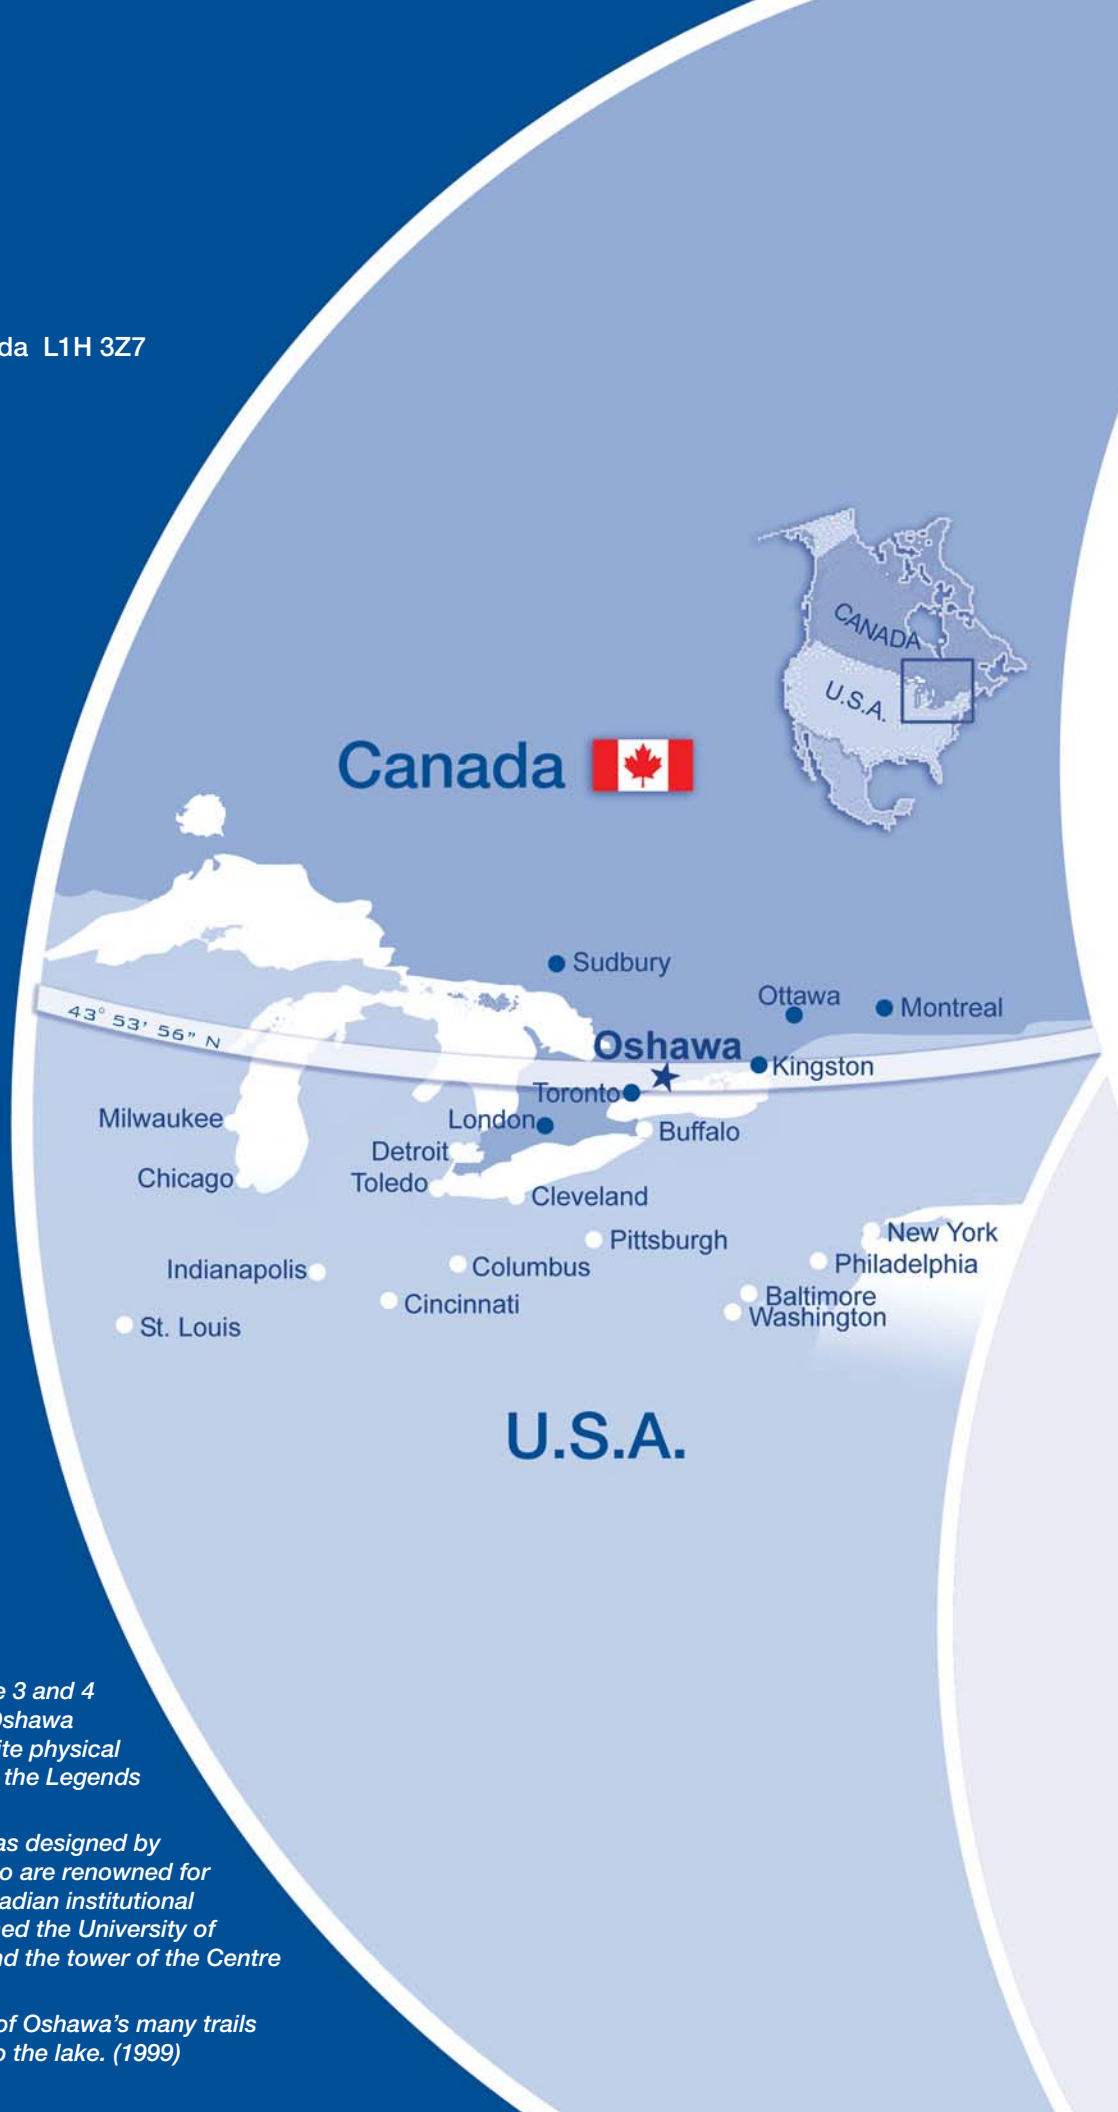 da L1H 3Z7
CANADA
U.S.A.
Canada
Sudbury
Ottawa
Montreal
43° 53' 56" N
Oshawa
Kingston
Toronto
Milwaukee
London
Buffalo
Detroit
Chicago
Toledo
Cleveland
New York
Pittsburgh
Philadelphia
Indianapolis
Columbus
Baltimore
Cincinnati
Washington
St. Louis
U.S.A.
e 3 and 4
Oshawa
ite physical
the Legends
as designed by
o are renowned for
adian institutional
ed the University of
nd the tower of the Centre
of Oshawa’s many trails
o the lake. (1999)